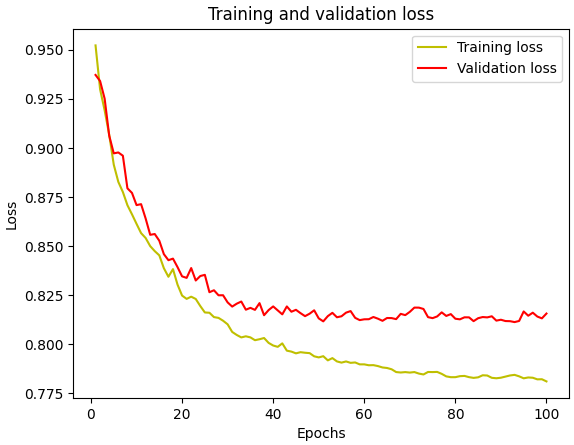 Training and validation loss
Training loss
Validation loss
0.950
0.925
0.900
0.875
0.850
0.825
0.800
0.775
Loss
0 20 40 60 80 100
Epochs